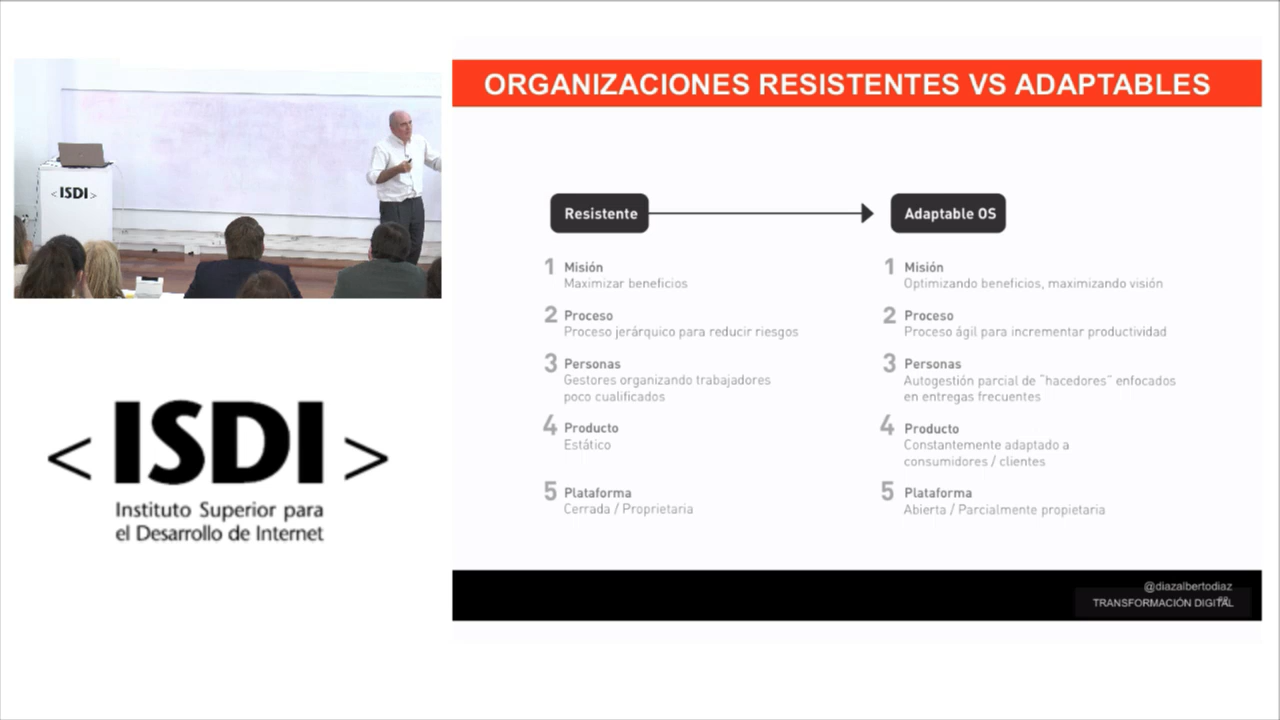 <ISDI>
< ISDI >
Instituto Superior para
el Desarrollo de Internet
ORGANIZACIONES RESISTENTES VS ADAPTABLES
Resistente
1 Misión
Maximizar beneficios
2 Proceso
Proceso jerárquico para reducir riesgos
3 Personas
Gestores organizando trabajadores
poco cualificados
4 Producto
Estático
5 Plataforma
Cerrada / Proprietaria
Adaptable OS
1 Misión
Optimizando beneficios, maximizando visión
2 Proceso
Proceso ágil para incrementar productividad
3 Personas
Autogestión parcial de "hacedores" enfocados
en entregas frecuentes
4 Producto
Constantemente adaptado a
consumidores / clientes
5 Plataforma
Abierta / Parcialmente propietaria
@diazalbertodiaz
TRANSFORMACIÓN DIGITAL